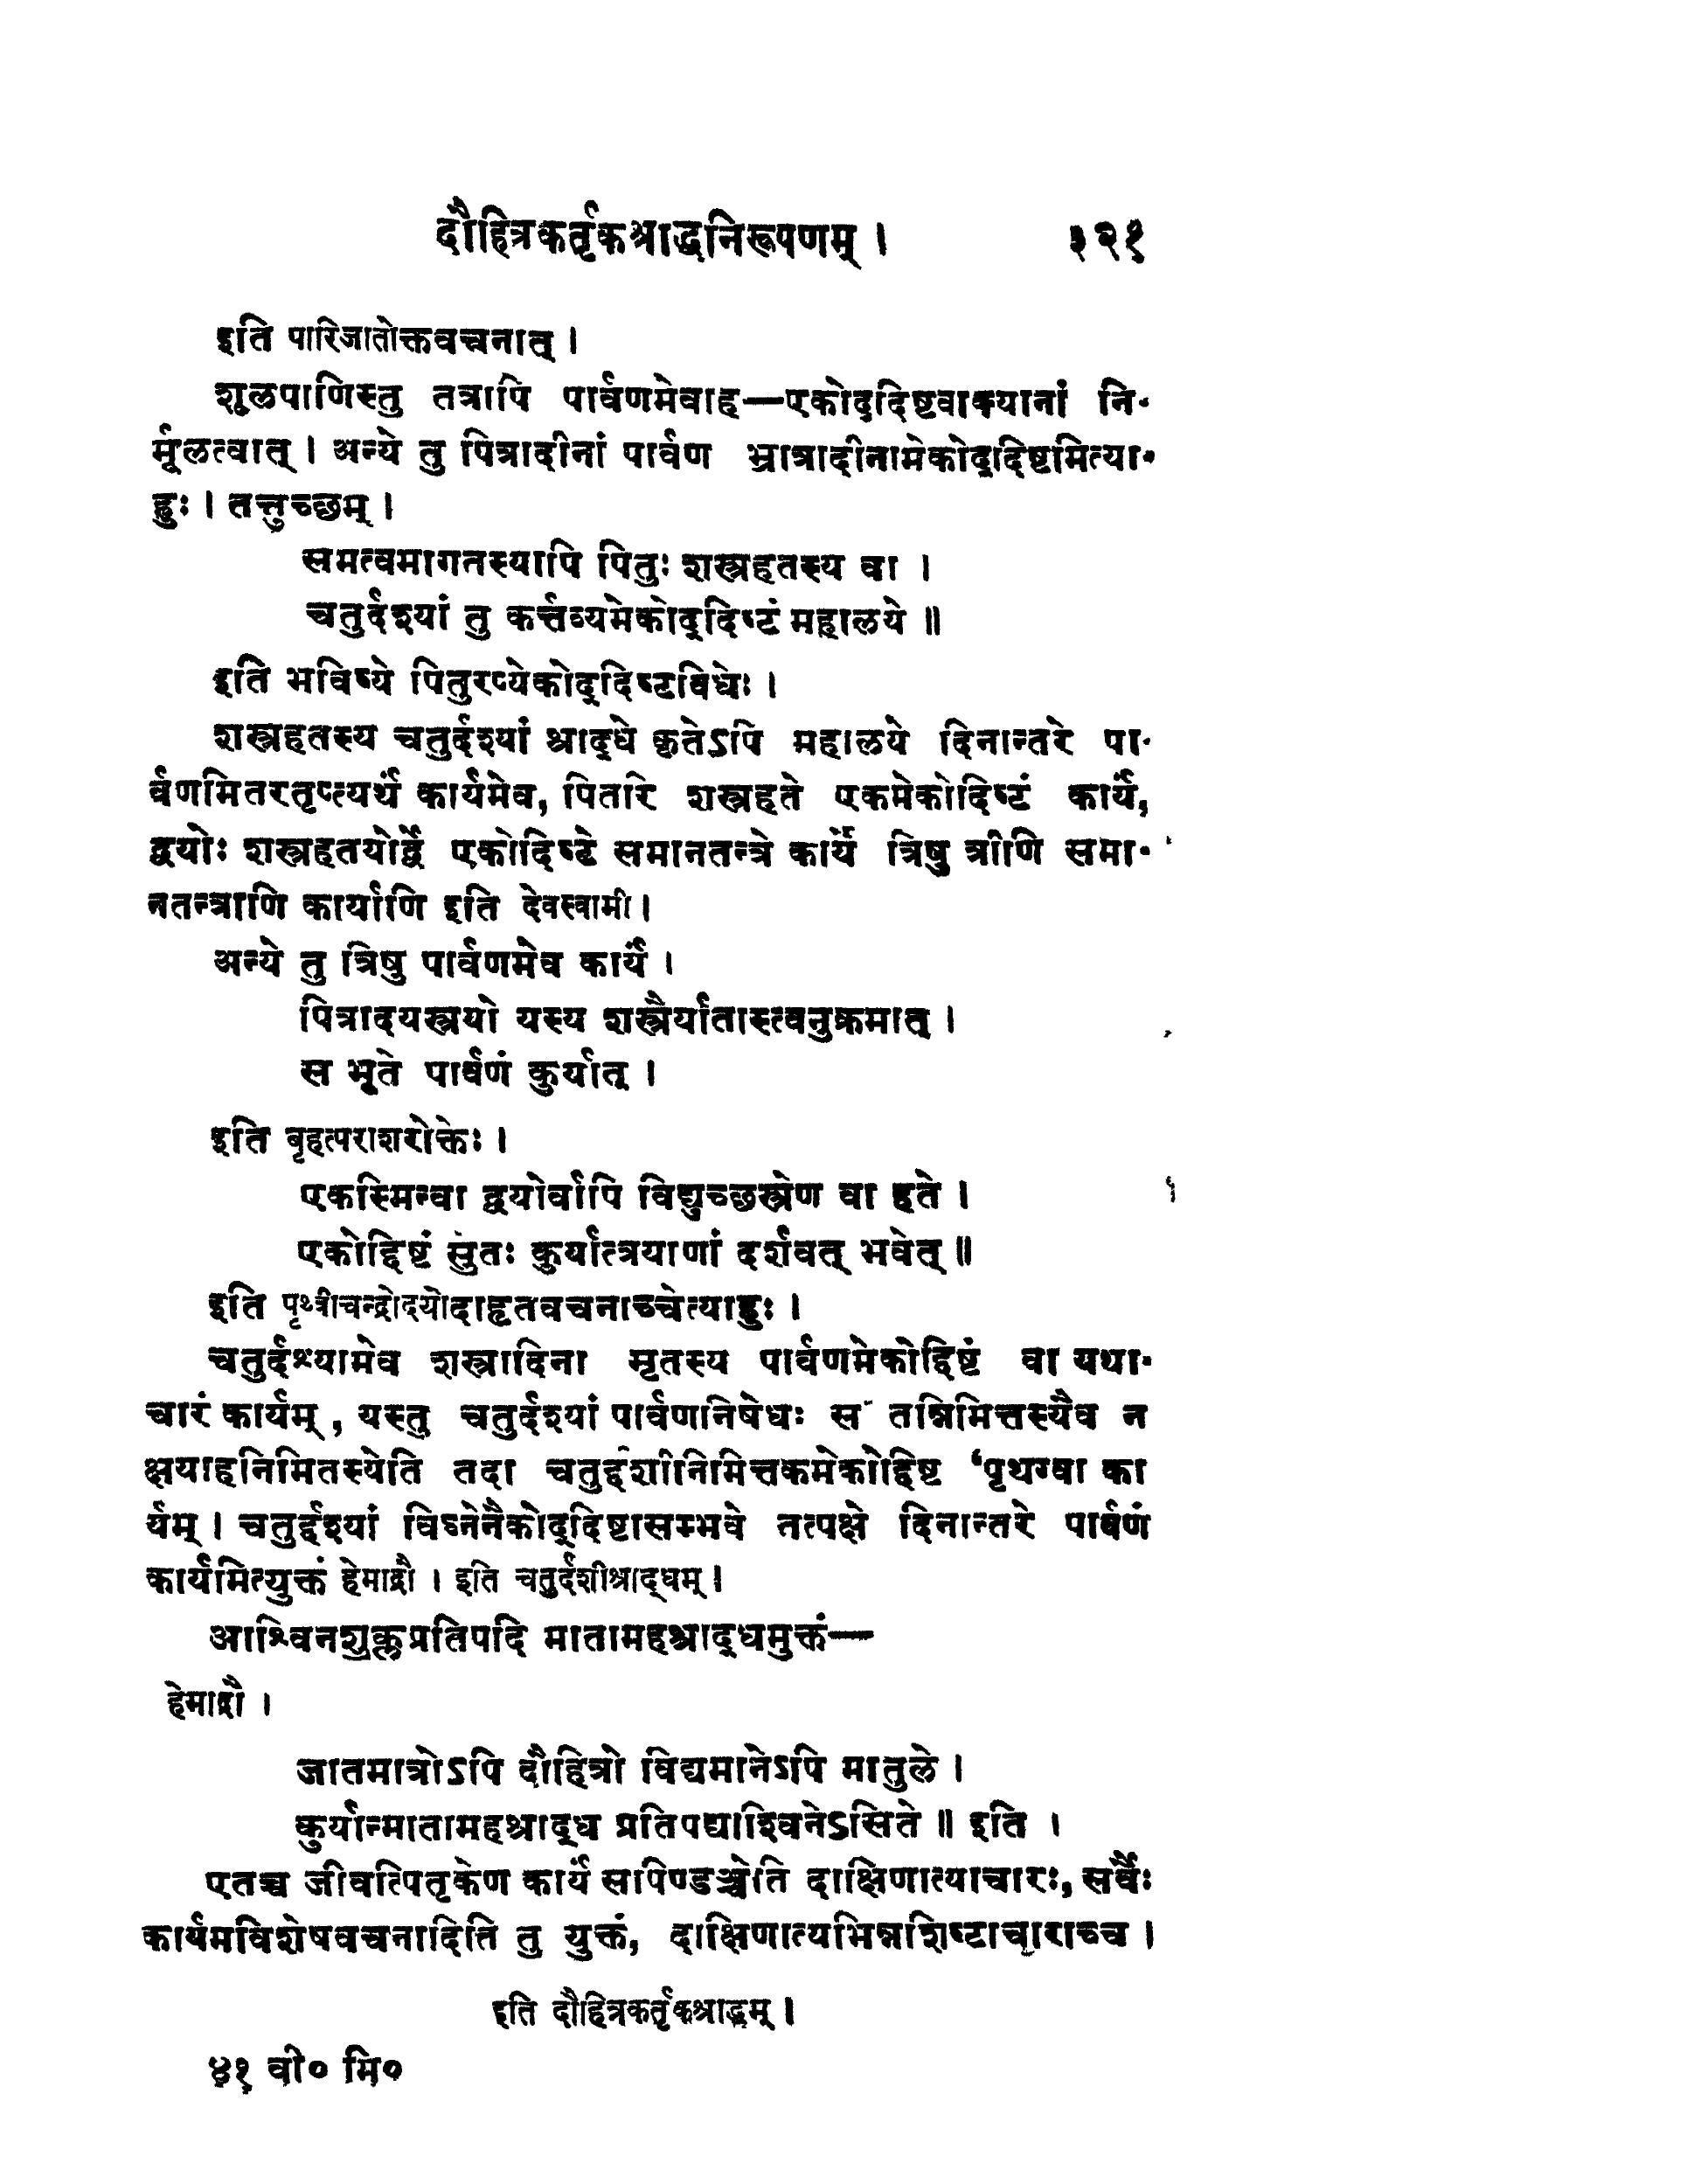 दौहित्रकर्तृकश्राद्धनिरूपणम् । ३२१
इति पारिजातोक्तवचनात् ।
शूलपाणिस्तु तत्रापि पार्वणमेवाह—एकोद्दिष्टवाक्यानां नि-
र्मूलत्वात् । अन्ये तु पित्रादीनां पार्वण भ्रात्रादीनामेकोद्दिष्टमित्या-
हुः । तत्तुच्छम् ।
समत्वमागतस्यापि पितुः शस्त्रहतस्य वा ।
चतुर्दश्यां तु कर्त्तव्यमेकोद्दिष्टं महालये ॥
इति भविष्ये पितुरप्येकोद्दिष्टविधेः ।
शस्त्रहतस्य चतुर्दश्यां श्राद्धे कृतेऽपि महालये दिनान्तरे पा-
र्वणमितरतृप्त्यर्थं कार्यमेव, पितरि शस्त्रहते एकमेकोदिष्टं कार्यं,
द्वयोः शस्त्रहतयोर्द्वे एकोदिष्टे समानतन्त्रे कार्ये त्रिषु त्रीणि समा-
नतन्त्राणि कार्याणि इति देवस्वामी ।
अन्ये तु त्रिषु पार्वणमेव कार्यं ।
पित्रादयस्त्रयो यस्य शस्त्रैर्यातास्त्वनुक्रमात् ।
स भूते पार्वणं कुर्यात् ।
इति बृहत्पराशरोक्तेः ।
एकस्मिन्वा द्वयोर्वापि विद्युच्छस्त्रेण वा हते ।
एकोद्दिष्टं सुतः कुर्यात्त्रयाणां दर्शवत् भवेत् ॥
इति पृथ्वीचन्द्रोदयोदाहृतवचनाच्चेत्याहुः ।
चतुर्दश्यामेव शस्त्रादिना मृतस्य पार्वणमेकोद्दिष्टं वा यथा-
चारं कार्यम्, यस्तु चतुर्दश्यां पार्वणनिषेधः स तन्निमित्तस्यैव न
क्षयाहनिमितस्येति तदा चतुर्दशीनिमित्तकमेकोद्दिष्ट पृथग्वा का
र्यम् । चतुर्दश्यां विघ्नेनैकोद्दिष्टासम्भवे तत्पक्षे दिनान्तरे पार्वणं
कार्यमित्युक्तं हेमाद्रौ । इति चतुर्दशीश्राद्धम् ।
आश्विनशुक्लप्रतिपदि मातामहश्राद्धमुक्तं—
हेमाद्रौ ।
जातमात्रोऽपि दौहित्रो विद्यमानेऽपि मातुले ।
कुर्यान्मातामहश्राद्ध प्रतिपद्याश्विनेऽसिते ॥ इति ।
एतच्च जीवत्पितृकेण कार्यं सपिण्डञ्चेति दाक्षिणात्याचारः, सर्वैः
कार्यमविशेषवचनादिति तु युक्तं, दाक्षिणात्यभिन्नशिष्टाचाराच्च ।
इति दौहित्रकर्तृकश्राद्धम् ।
४१ वी० मि०